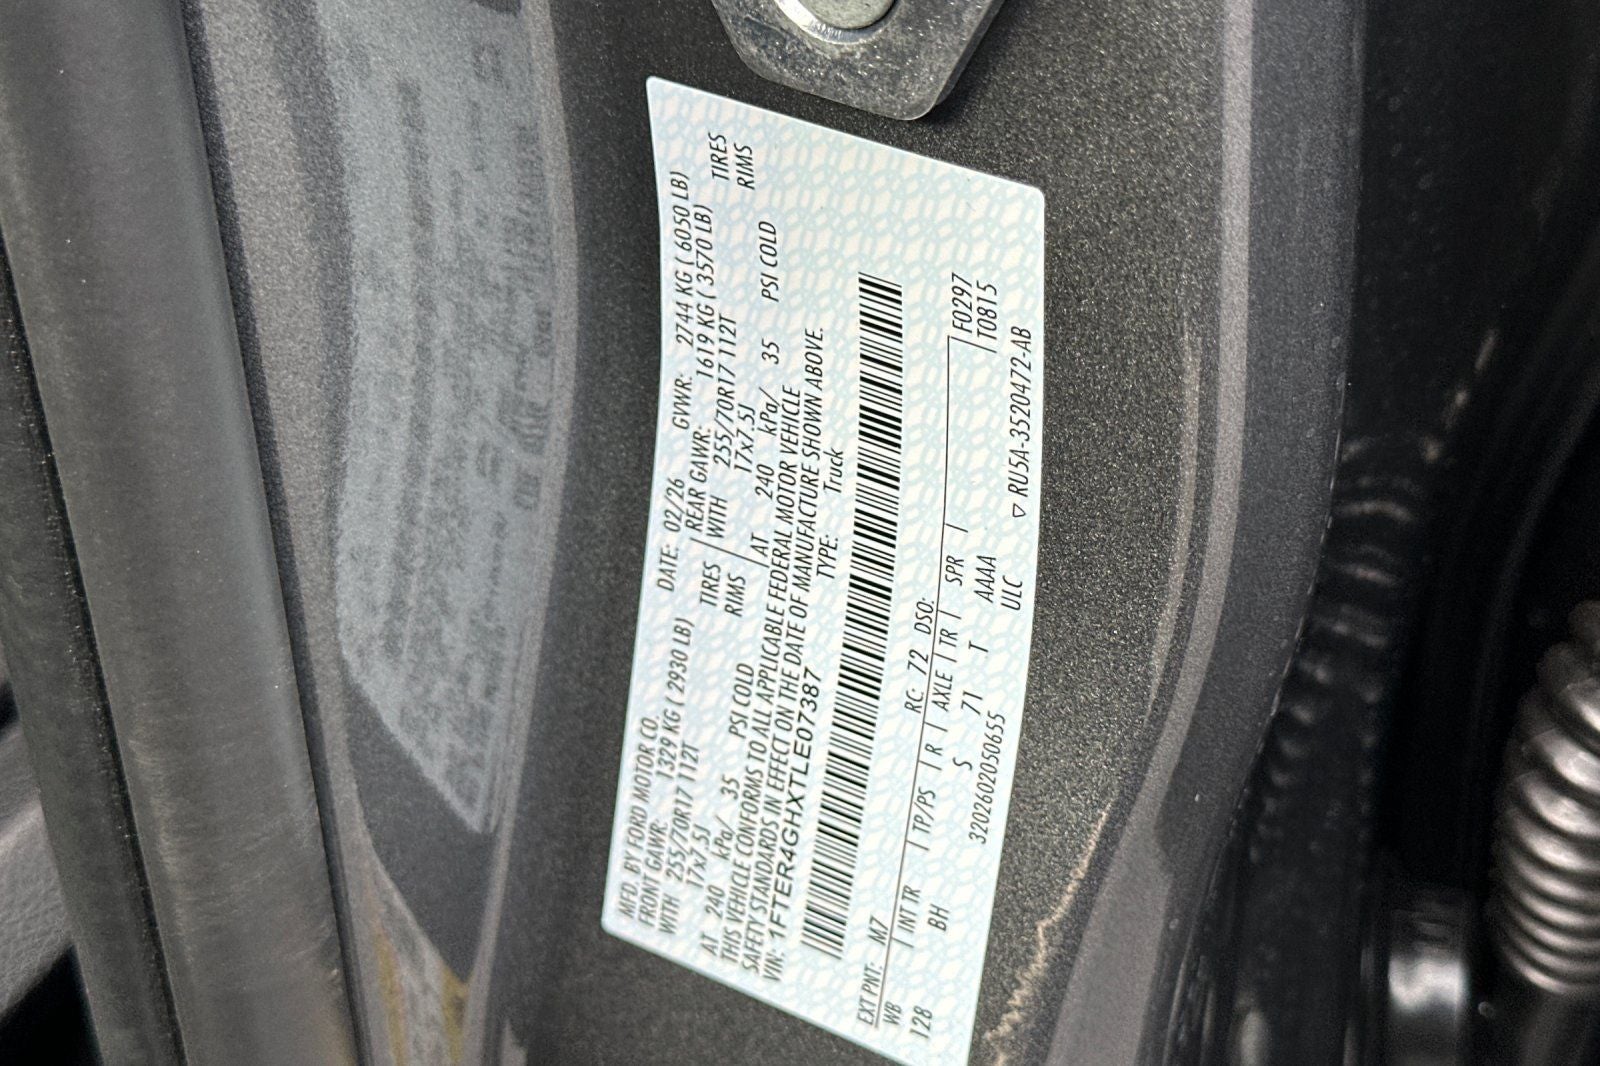 MFD. BY FORD MOTOR CO. DATE: 02/26 GVWR: 2744 KG ( 6050 LB)
FRONT GAWR: 1329 KG ( 2930 LB) REAR GAWR: 1619 KG ( 3570 LB)
WITH 255/70R17 112T TIRES WITH 255/70R17 112T TIRES
17x7.5J RIMS 17x7.5J RIMS
AT 240 kPa/ 35 PSI COLD AT 240 kPa/ 35 PSI COLD
THIS VEHICLE CONFORMS TO ALL APPLICABLE FEDERAL MOTOR VEHICLE
SAFETY STANDARDS IN EFFECT ON THE DATE OF MANUFACTURE SHOWN ABOVE.
VIN: 1FTER4GHXTLE07387 TYPE: Truck
EXT PNT: M7 RC: 72 DSO: F0297
WB INT TR TP/PS R AXLE TR SPR T0815
128 BH S 71 T AAAA
3202602050655 ULC ▽ RU5A-3520472-AB